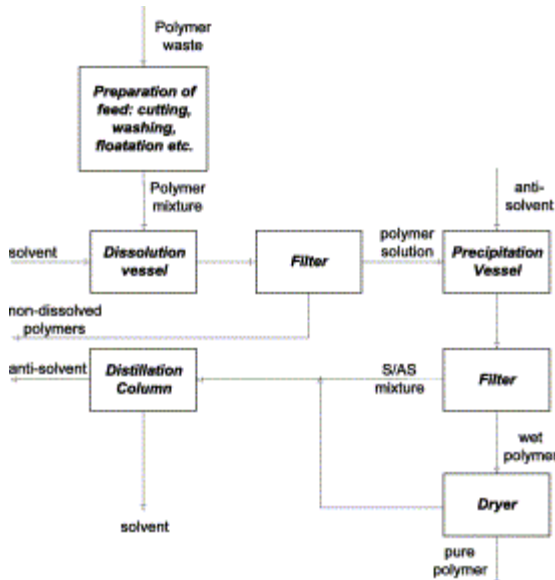 Polymer
waste
Preparation of
feed: cutting,
washing,
floatation etc.
Polymer
mixture
anti-
solvent
solvent
Dissolution
vessel
Filter
polymer
solution
Precipitation
Vessel
non-dissolved
polymers
anti-solvent
Distillation
Column
S/AS
mixture
Filter
wet
polymer
Dryer
solvent
pure
polymer